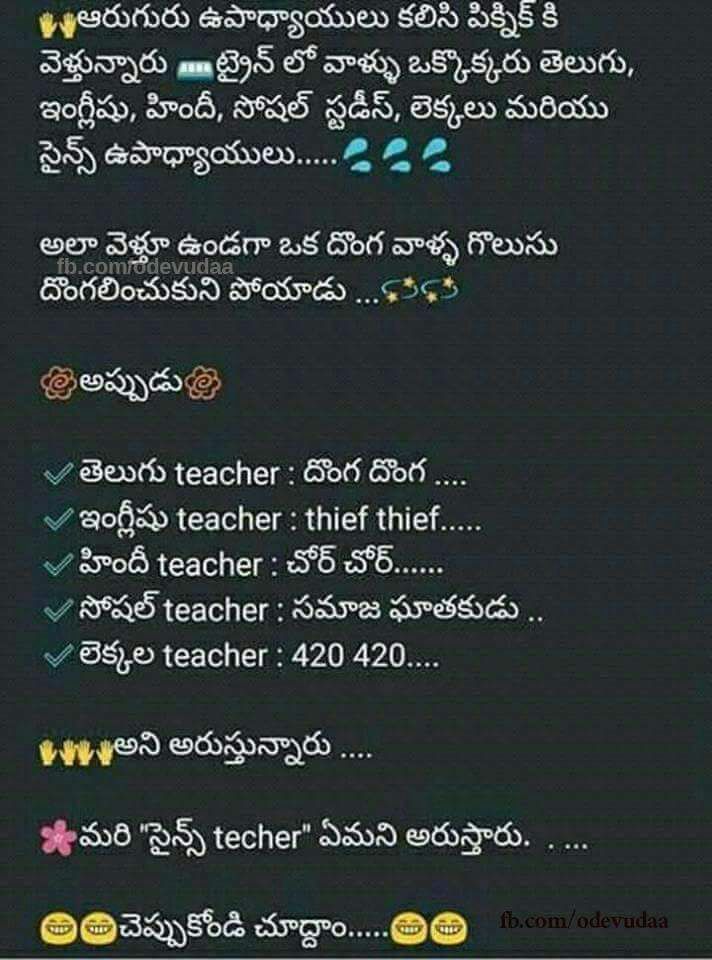 🙌ఆరుగురు ఉపాధ్యాయులు కలిసి పిక్నిక్ కి
వెళ్తున్నారు 🚃ట్రైన్ లో వాళ్ళు ఒక్కొక్కరు తెలుగు,
ఇంగ్లీషు, హిందీ, సోషల్ స్టడీస్, లెక్కలు మరియు
సైన్స్ ఉపాధ్యాయులు.....💦💦💦
అలా వెళ్తూ ఉండగా ఒక దొంగ వాళ్ళ గొలుసు
fb.com/odevudaa
దొంగలించుకుని పోయాడు ...💫💫
🏵అప్పుడు🏵
✔తెలుగు teacher : దొంగ దొంగ ....
✔ఇంగ్లీషు teacher : thief thief.....
✔హిందీ teacher : చోర్ చోర్......
✔సోషల్ teacher : సమాజ ఘాతకుడు ..
✔లెక్కల teacher : 420 420....
🙌🙌అని అరుస్తున్నారు ....
🌸మరి "సైన్స్ techer" ఏమని అరుస్తారు. . ...
😁😁చెప్పుకోండి చూద్దాం.....😁😁
fb.com/odevudaa